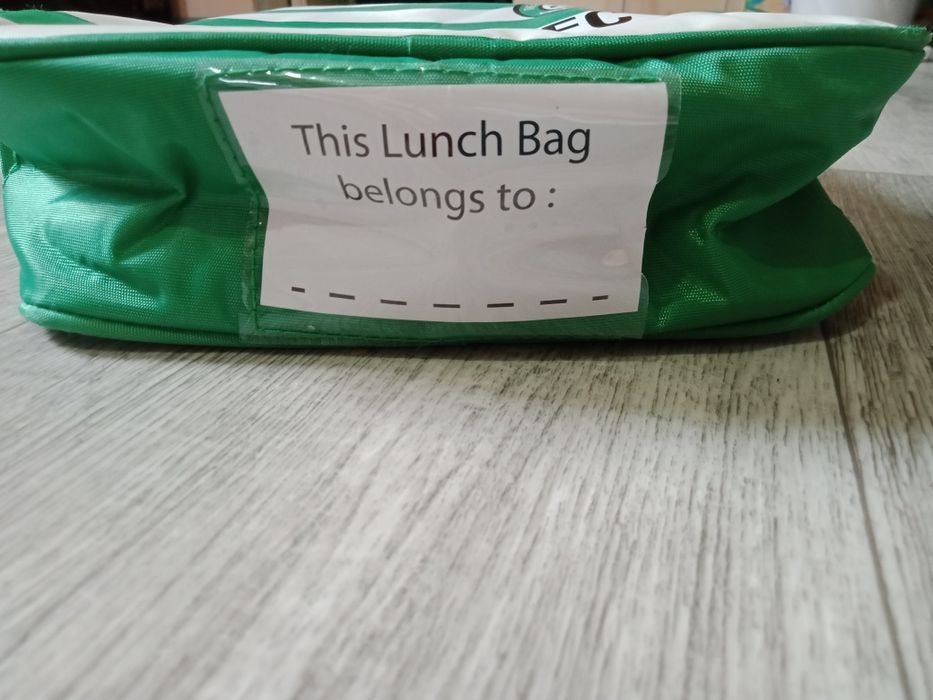 This Lunch Bag
belongs to :